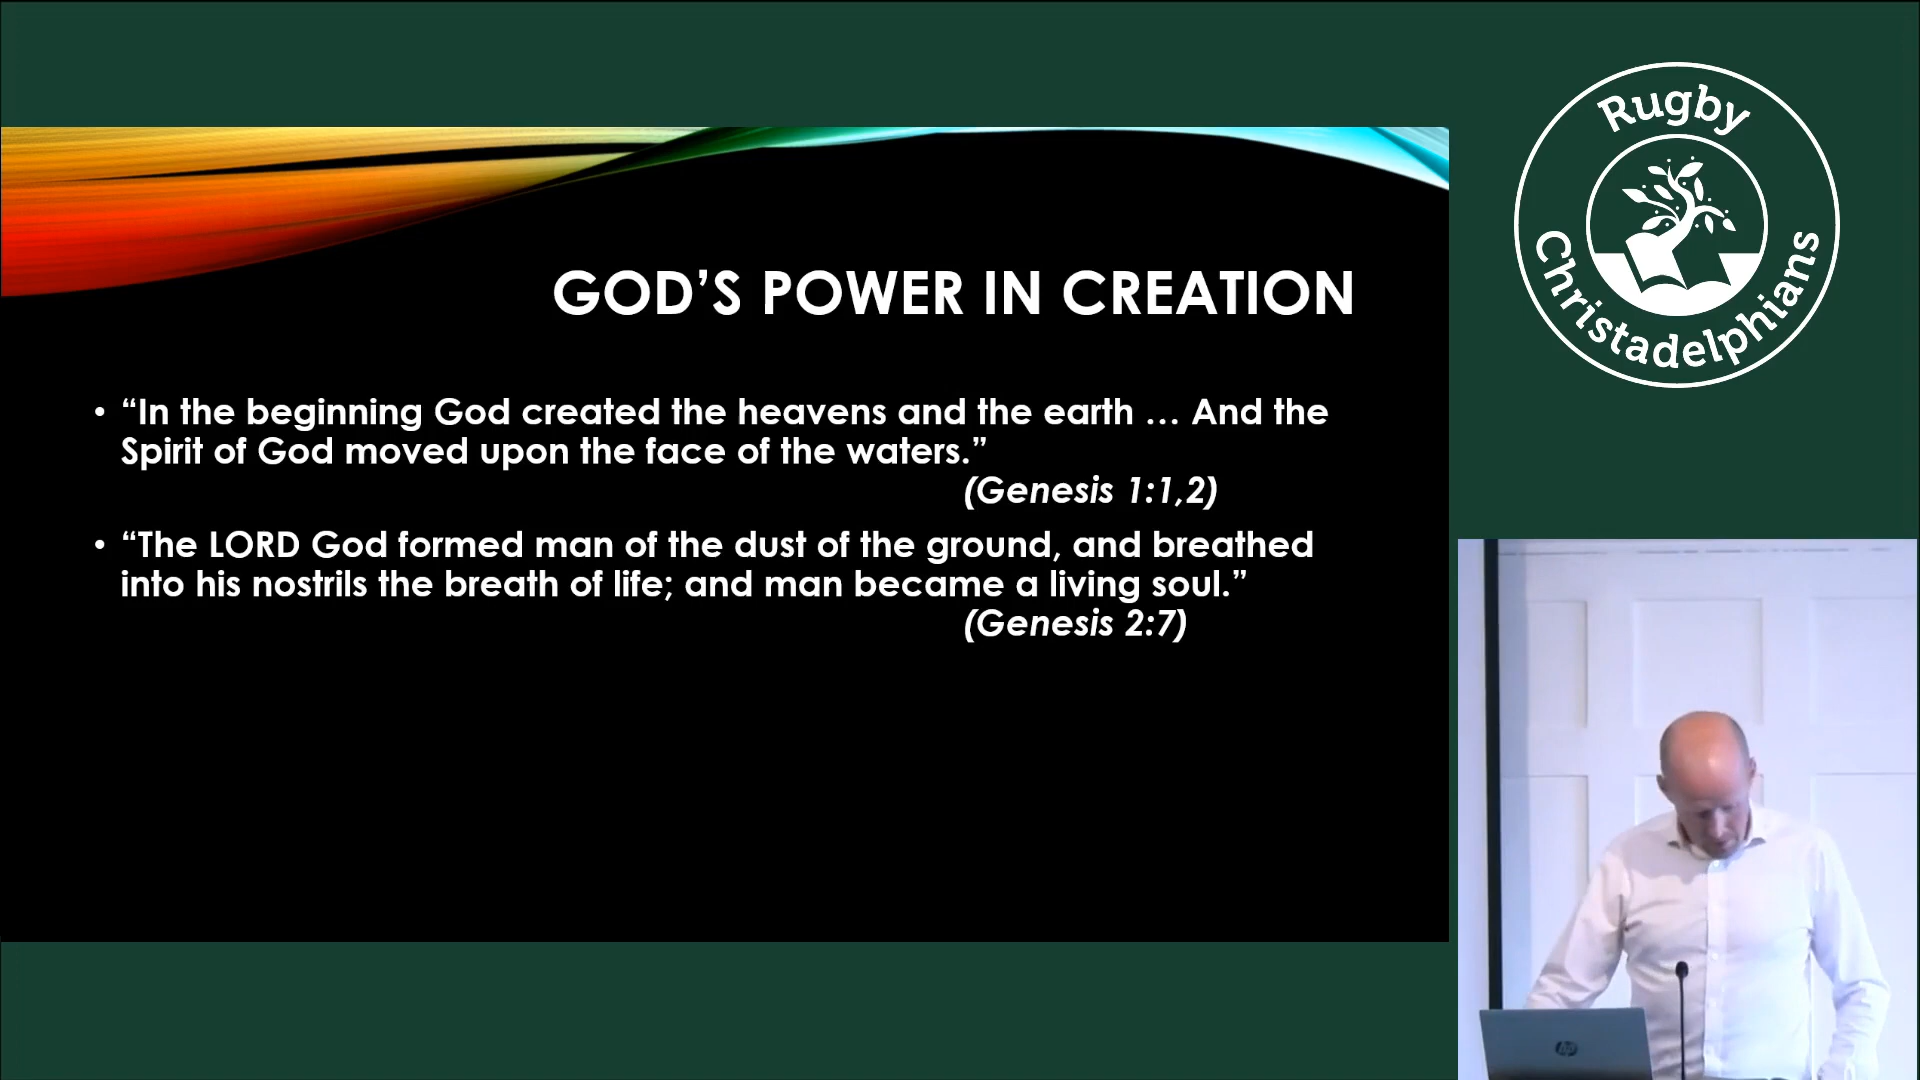 Rugby
Christadelphians
GOD’S POWER IN CREATION
• “In the beginning God created the heavens and the earth … And the
Spirit of God moved upon the face of the waters.”
(Genesis 1:1,2)
• “The LORD God formed man of the dust of the ground, and breathed
into his nostrils the breath of life; and man became a living soul.”
(Genesis 2:7)
hp